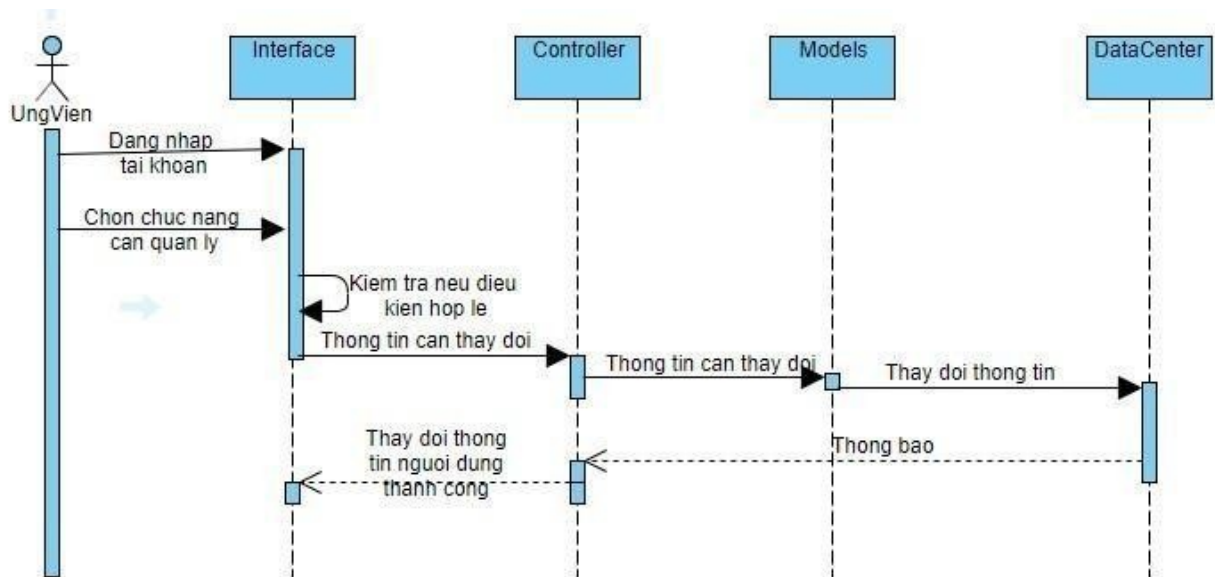 Interface
Controller
Models
DataCenter
UngVien
Dang nhap
tai khoan
Chon chuc nang
can quan ly
Kiem tra neu dieu
kien hop le
Thong tin can thay doi
Thong tin can thay doi
Thay doi thong tin
Thong bao
Thay doi thong
tin nguoi dung
thanh cong